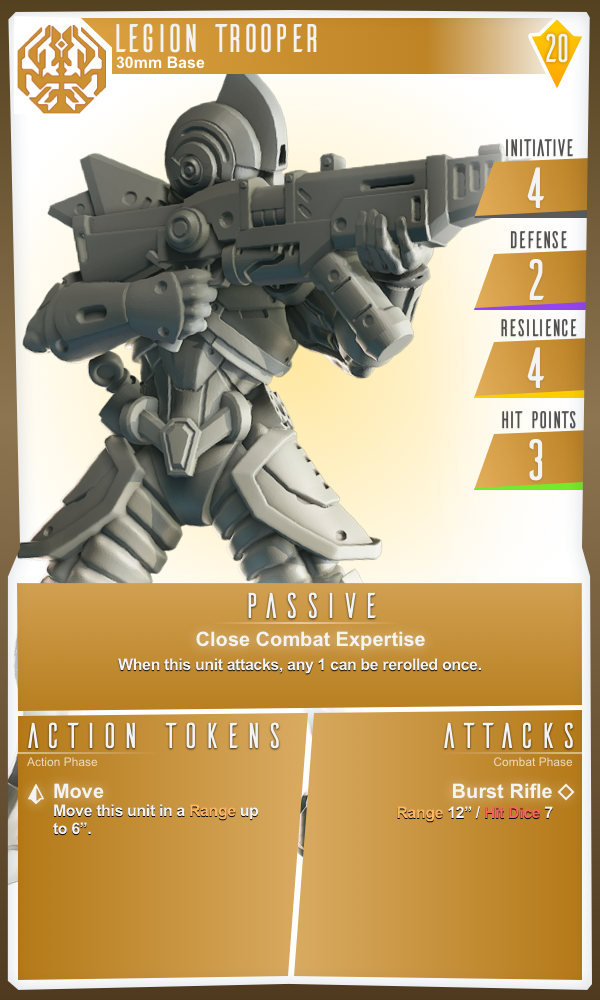 LEGION TROOPER
30mm Base
20
INITIATIVE
4
DEFENSE
2
RESILIENCE
4
HIT POINTS
3
PASSIVE
Close Combat Expertise
When this unit attacks, any 1 can be rerolled once.
ACTION TOKENS
Action Phase
Move
Move this unit in a Range up
to 6”.
ATTACKS
Combat Phase
Burst Rifle
Range 12” / Hit Dice 7